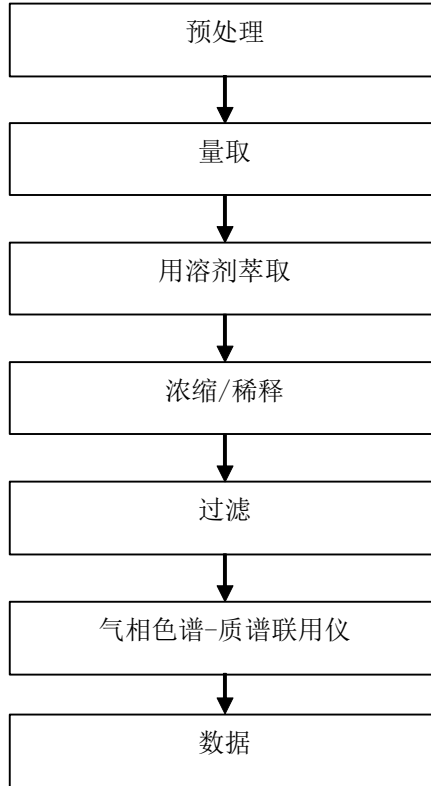 预处理
量取
用溶剂萃取
浓缩/稀释
过滤
气相色谱-质谱联用仪
数据